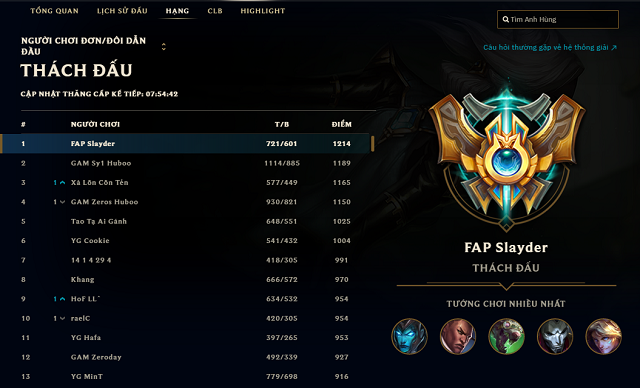 TỔNG QUAN LỊCH SỬ ĐẤU HẠNG CLB HIGHLIGHT
Tìm Anh Hùng
NGƯỜI CHƠI ĐƠN/ĐÔI DẪN
ĐẦU
Câu hỏi thường gặp về hệ thống giải
THÁCH ĐẤU
CẬP NHẬT THĂNG CẤP KẾ TIẾP: 07:54:42
# NGƯỜI CHƠI T/B ĐIỂM
1 FAP Slayder 721/601 1214
2 GAM Sy1 Huboo 1114/885 1189
3 1 Xả Lỗn Côn Tên 577/449 1165
4 1 GAM Zeros Huboo 930/821 1150
5 Tao Tạ Ai Gánh 648/551 1025
6 YG Cookie 541/432 1004
7 14 1 4 29 4 418/305 991
8 Khang 666/572 970
9 1 HoF LL 634/532 954
10 1 raelC 420/305 954
11 YG Hafa 397/265 953
12 GAM Zeroday 492/339 927
13 YG MinT 779/698 916
FAP Slayder
THÁCH ĐẤU
TƯỚNG CHƠI NHIỀU NHẤT